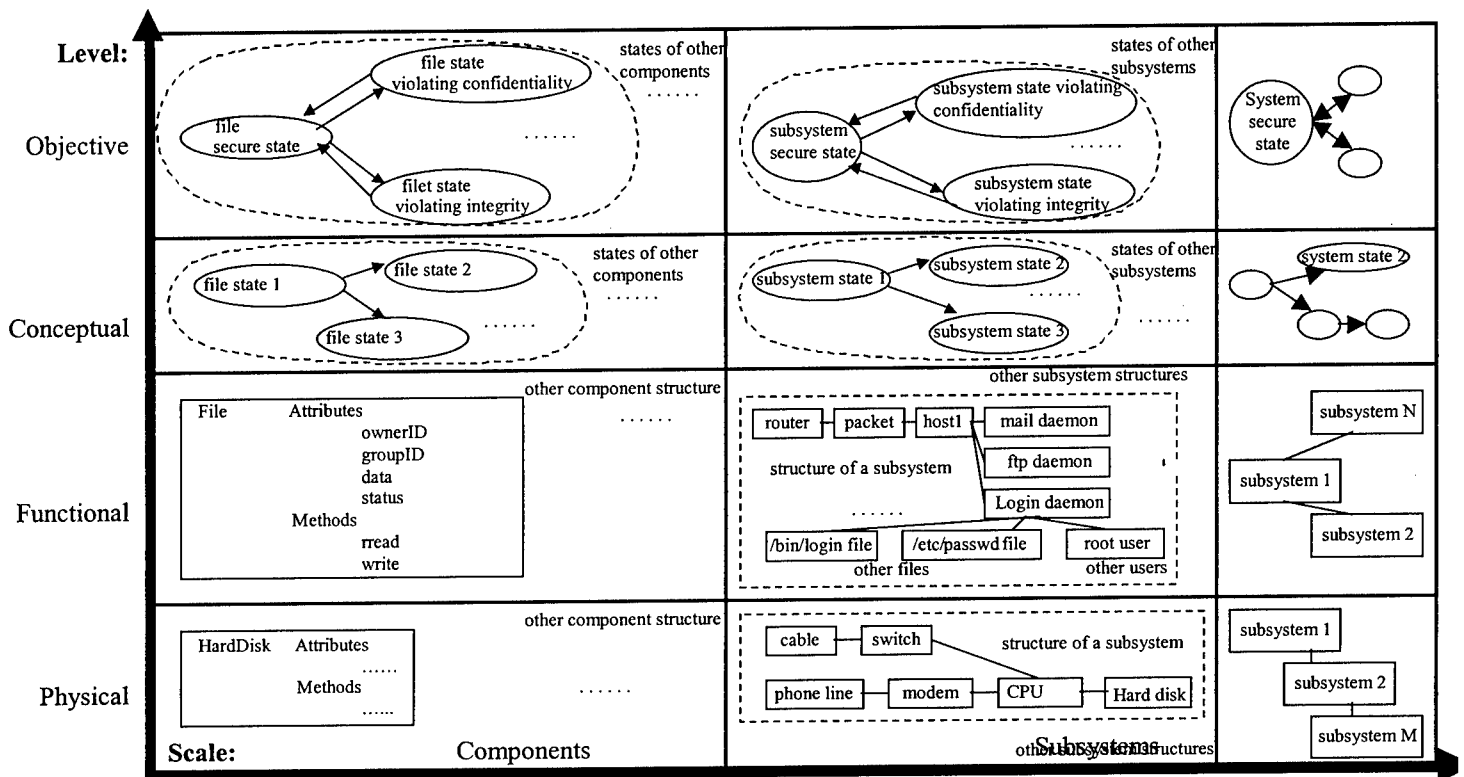 Level:
Objective
file state
violating confidentiality
states of other
components
......
file
secure state
......
filet state
violating integrity
states of other
subsystems
subsystem state violating
confidentiality
subsystem
secure state
......
subsystem state
violating integrity
System
secure
state
Conceptual
file state 1
file state 2
file state 3
......
states of other
components
......
subsystem state 1
subsystem state 2
......
subsystem state 3
states of other
subsystems
......
system state 2
Functional
other component structure
......
File Attributes
ownerID
groupID
data
status
Methods
rread
write
other subsystem structures
router
packet
host1
mail daemon
structure of a subsystem
ftp daemon
......
Login daemon
/bin/login file
/etc/passwd file
root user
other files
other users
subsystem N
subsystem 1
subsystem 2
Physical
other component structure
......
HardDisk Attributes
......
Methods
......
cable
switch
structure of a subsystem
phone line
modem
CPU
Hard disk
subsystem 1
subsystem 2
subsystem M
Scale:
Components
Subsystems
other subsystem structures